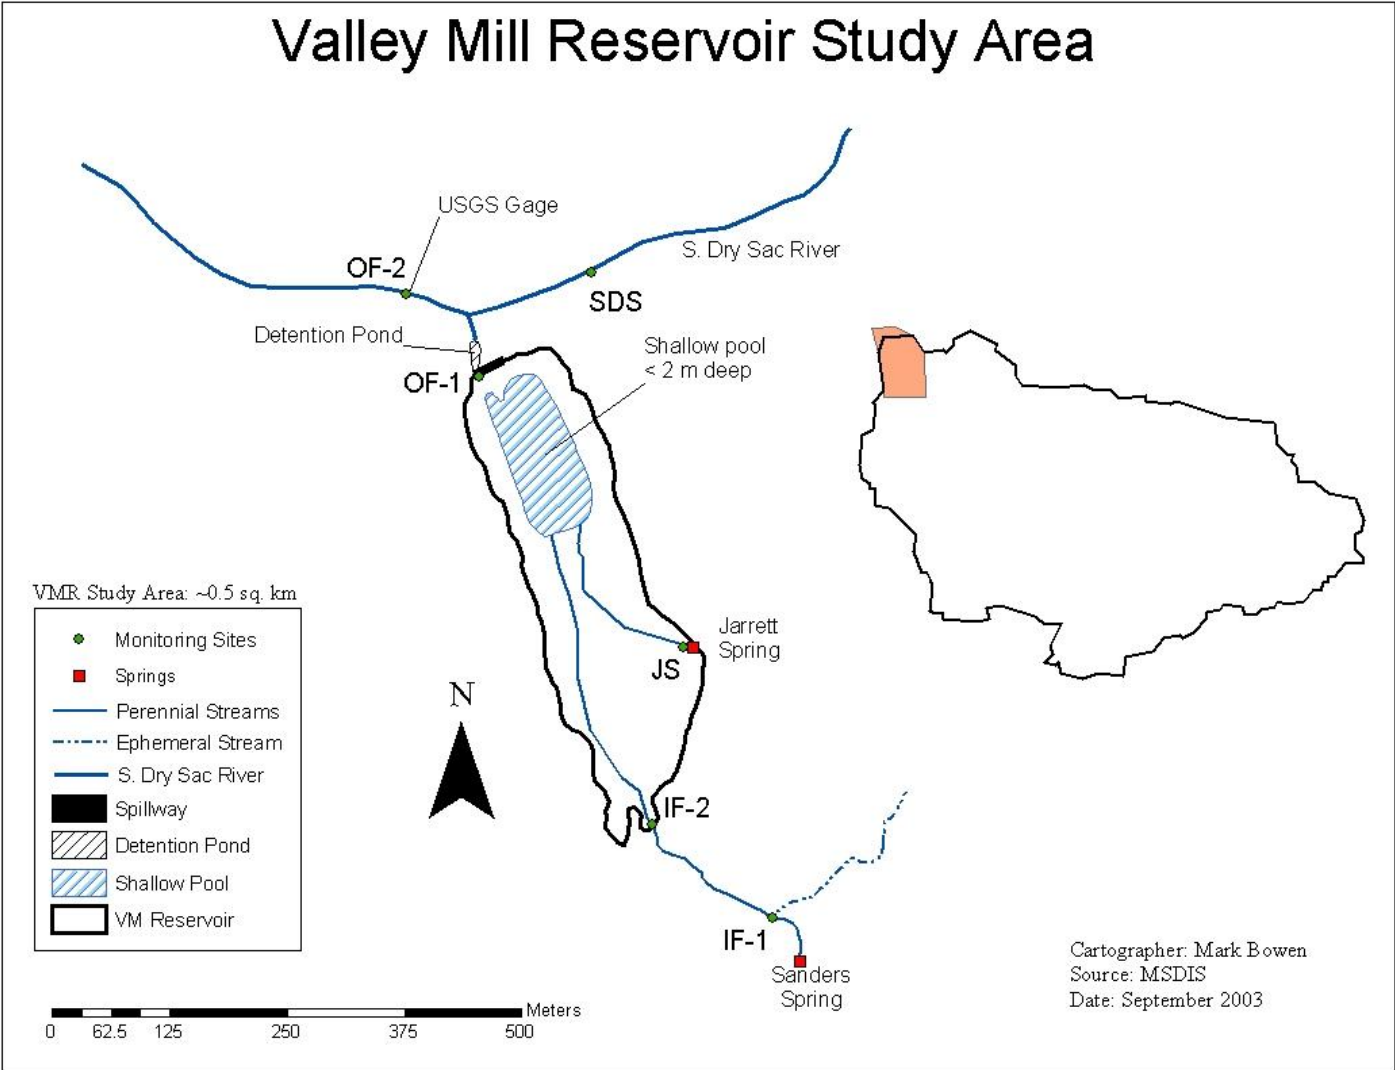 Valley Mill Reservoir Study Area
USGS Gage
OF-2
S. Dry Sac River
SDS
Detention Pond
Shallow pool
< 2 m deep
OF-1
Jarrett
Spring
JS
N
IF-2
IF-1
Sanders
Spring
VMR Study Area: ~0.5 sq. km
Monitoring Sites
Springs
Perennial Streams
Ephemeral Stream
S. Dry Sac River
Spillway
Detention Pond
Shallow Pool
VM Reservoir
Meters
0 62.5 125 250 375 500
Cartographer: Mark Bowen
Source: MSDIS
Date: September 2003